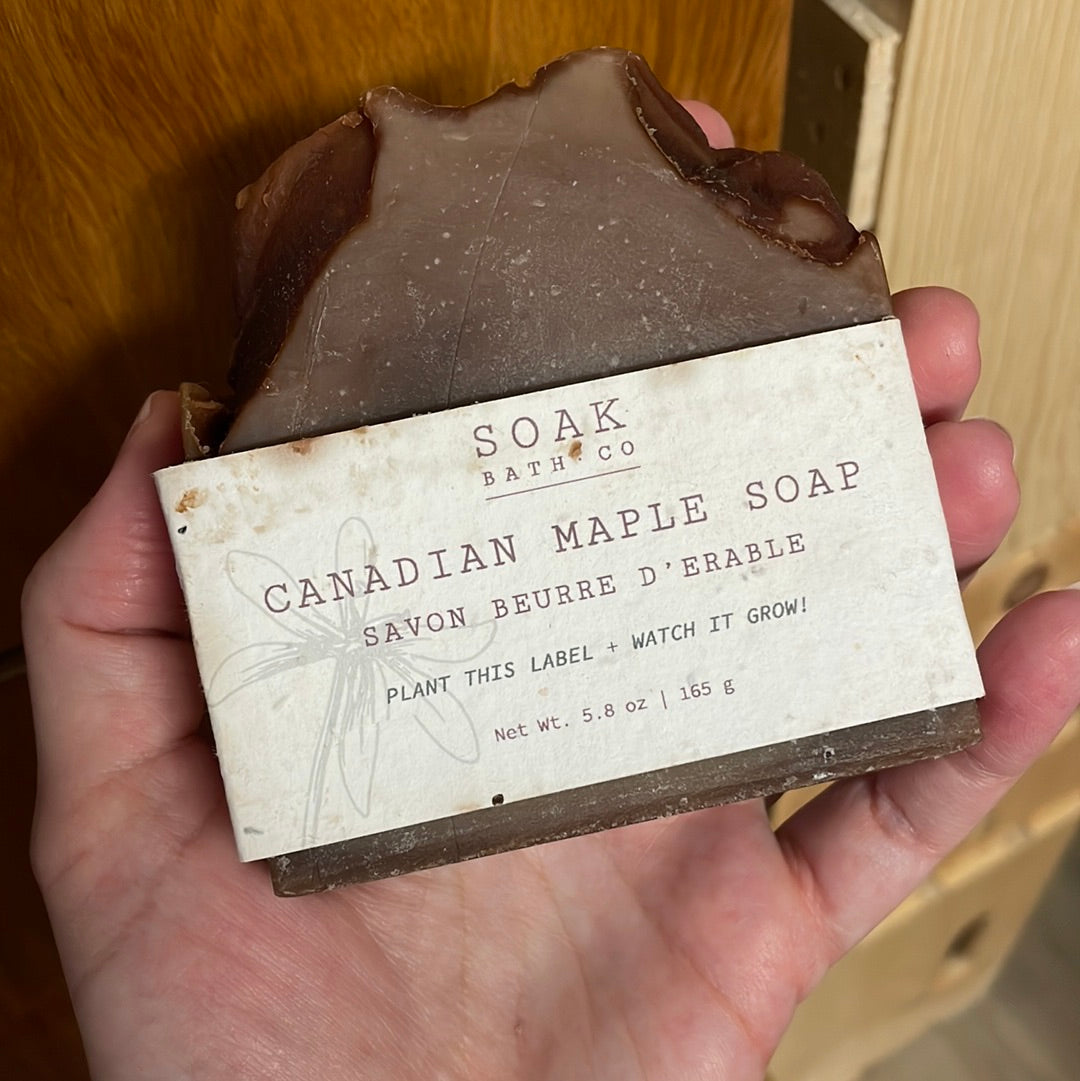 SOAK
BATH CO
CANADIAN MAPLE SOAP
SAVON BEURRE D'ERABLE
PLANT THIS LABEL + WATCH IT GROW!
Net Wt. 5.8 oz | 165 g